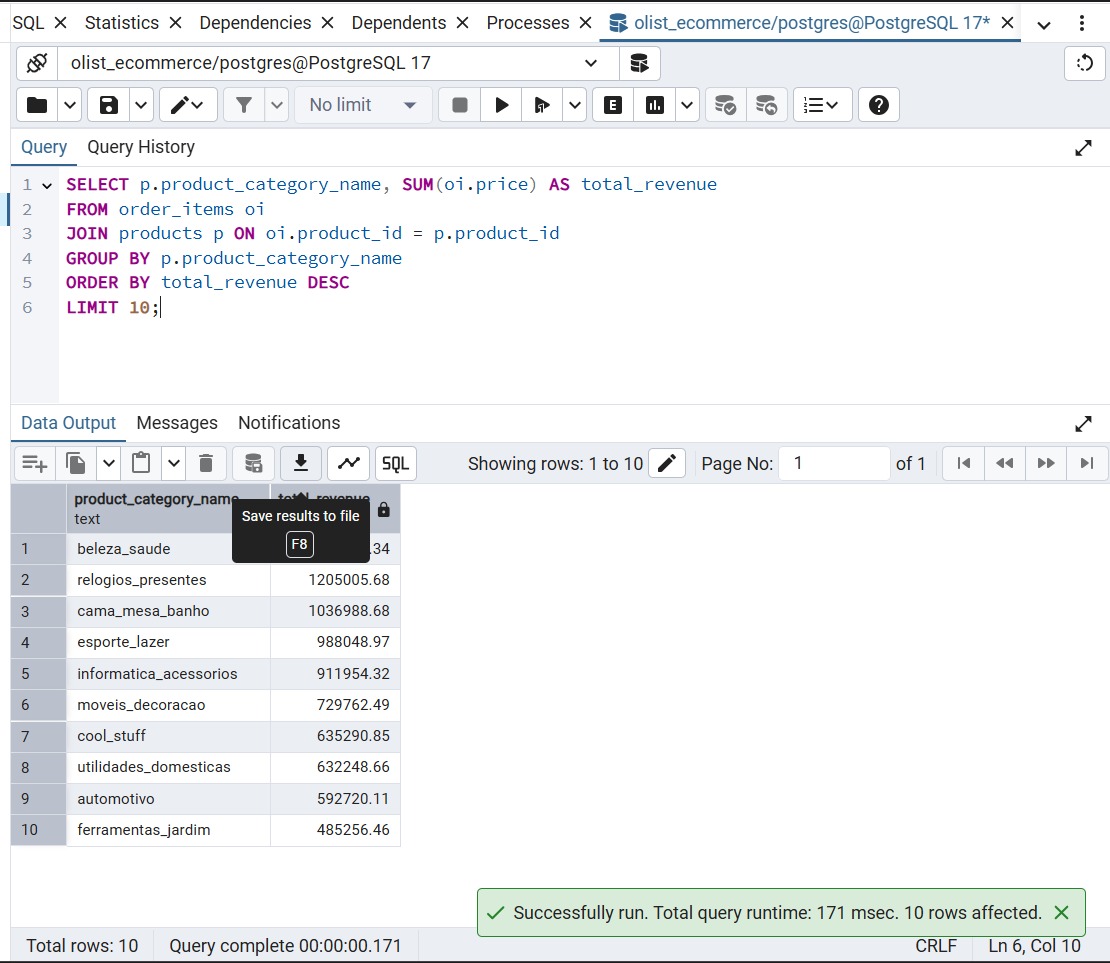 SQL Statistics Dependencies Dependents Processes olist_ecommerce/postgres@PostgreSQL 17*
olist_ecommerce/postgres@PostgreSQL 17
No limit E
Query Query History
1 SELECT p.product_category_name, SUM(oi.price) AS total_revenue
2 FROM order_items oi
3 JOIN products p ON oi.product_id = p.product_id
4 GROUP BY p.product_category_name
5 ORDER BY total_revenue DESC
6 LIMIT 10;
Data Output Messages Notifications
SQL Showing rows: 1 to 10 Page No: 1 of 1
product_category_name total_revenue
text
Save results to file
F8
1 beleza_saude .34
2 relogios_presentes 1205005.68
3 cama_mesa_banho 1036988.68
4 esporte_lazer 988048.97
5 informatica_acessorios 911954.32
6 moveis_decoracao 729762.49
7 cool_stuff 635290.85
8 utilidades_domesticas 632248.66
9 automotivo 592720.11
10 ferramentas_jardim 485256.46
Successfully run. Total query runtime: 171 msec. 10 rows affected.
Total rows: 10 Query complete 00:00:00.171 CRLF Ln 6, Col 10